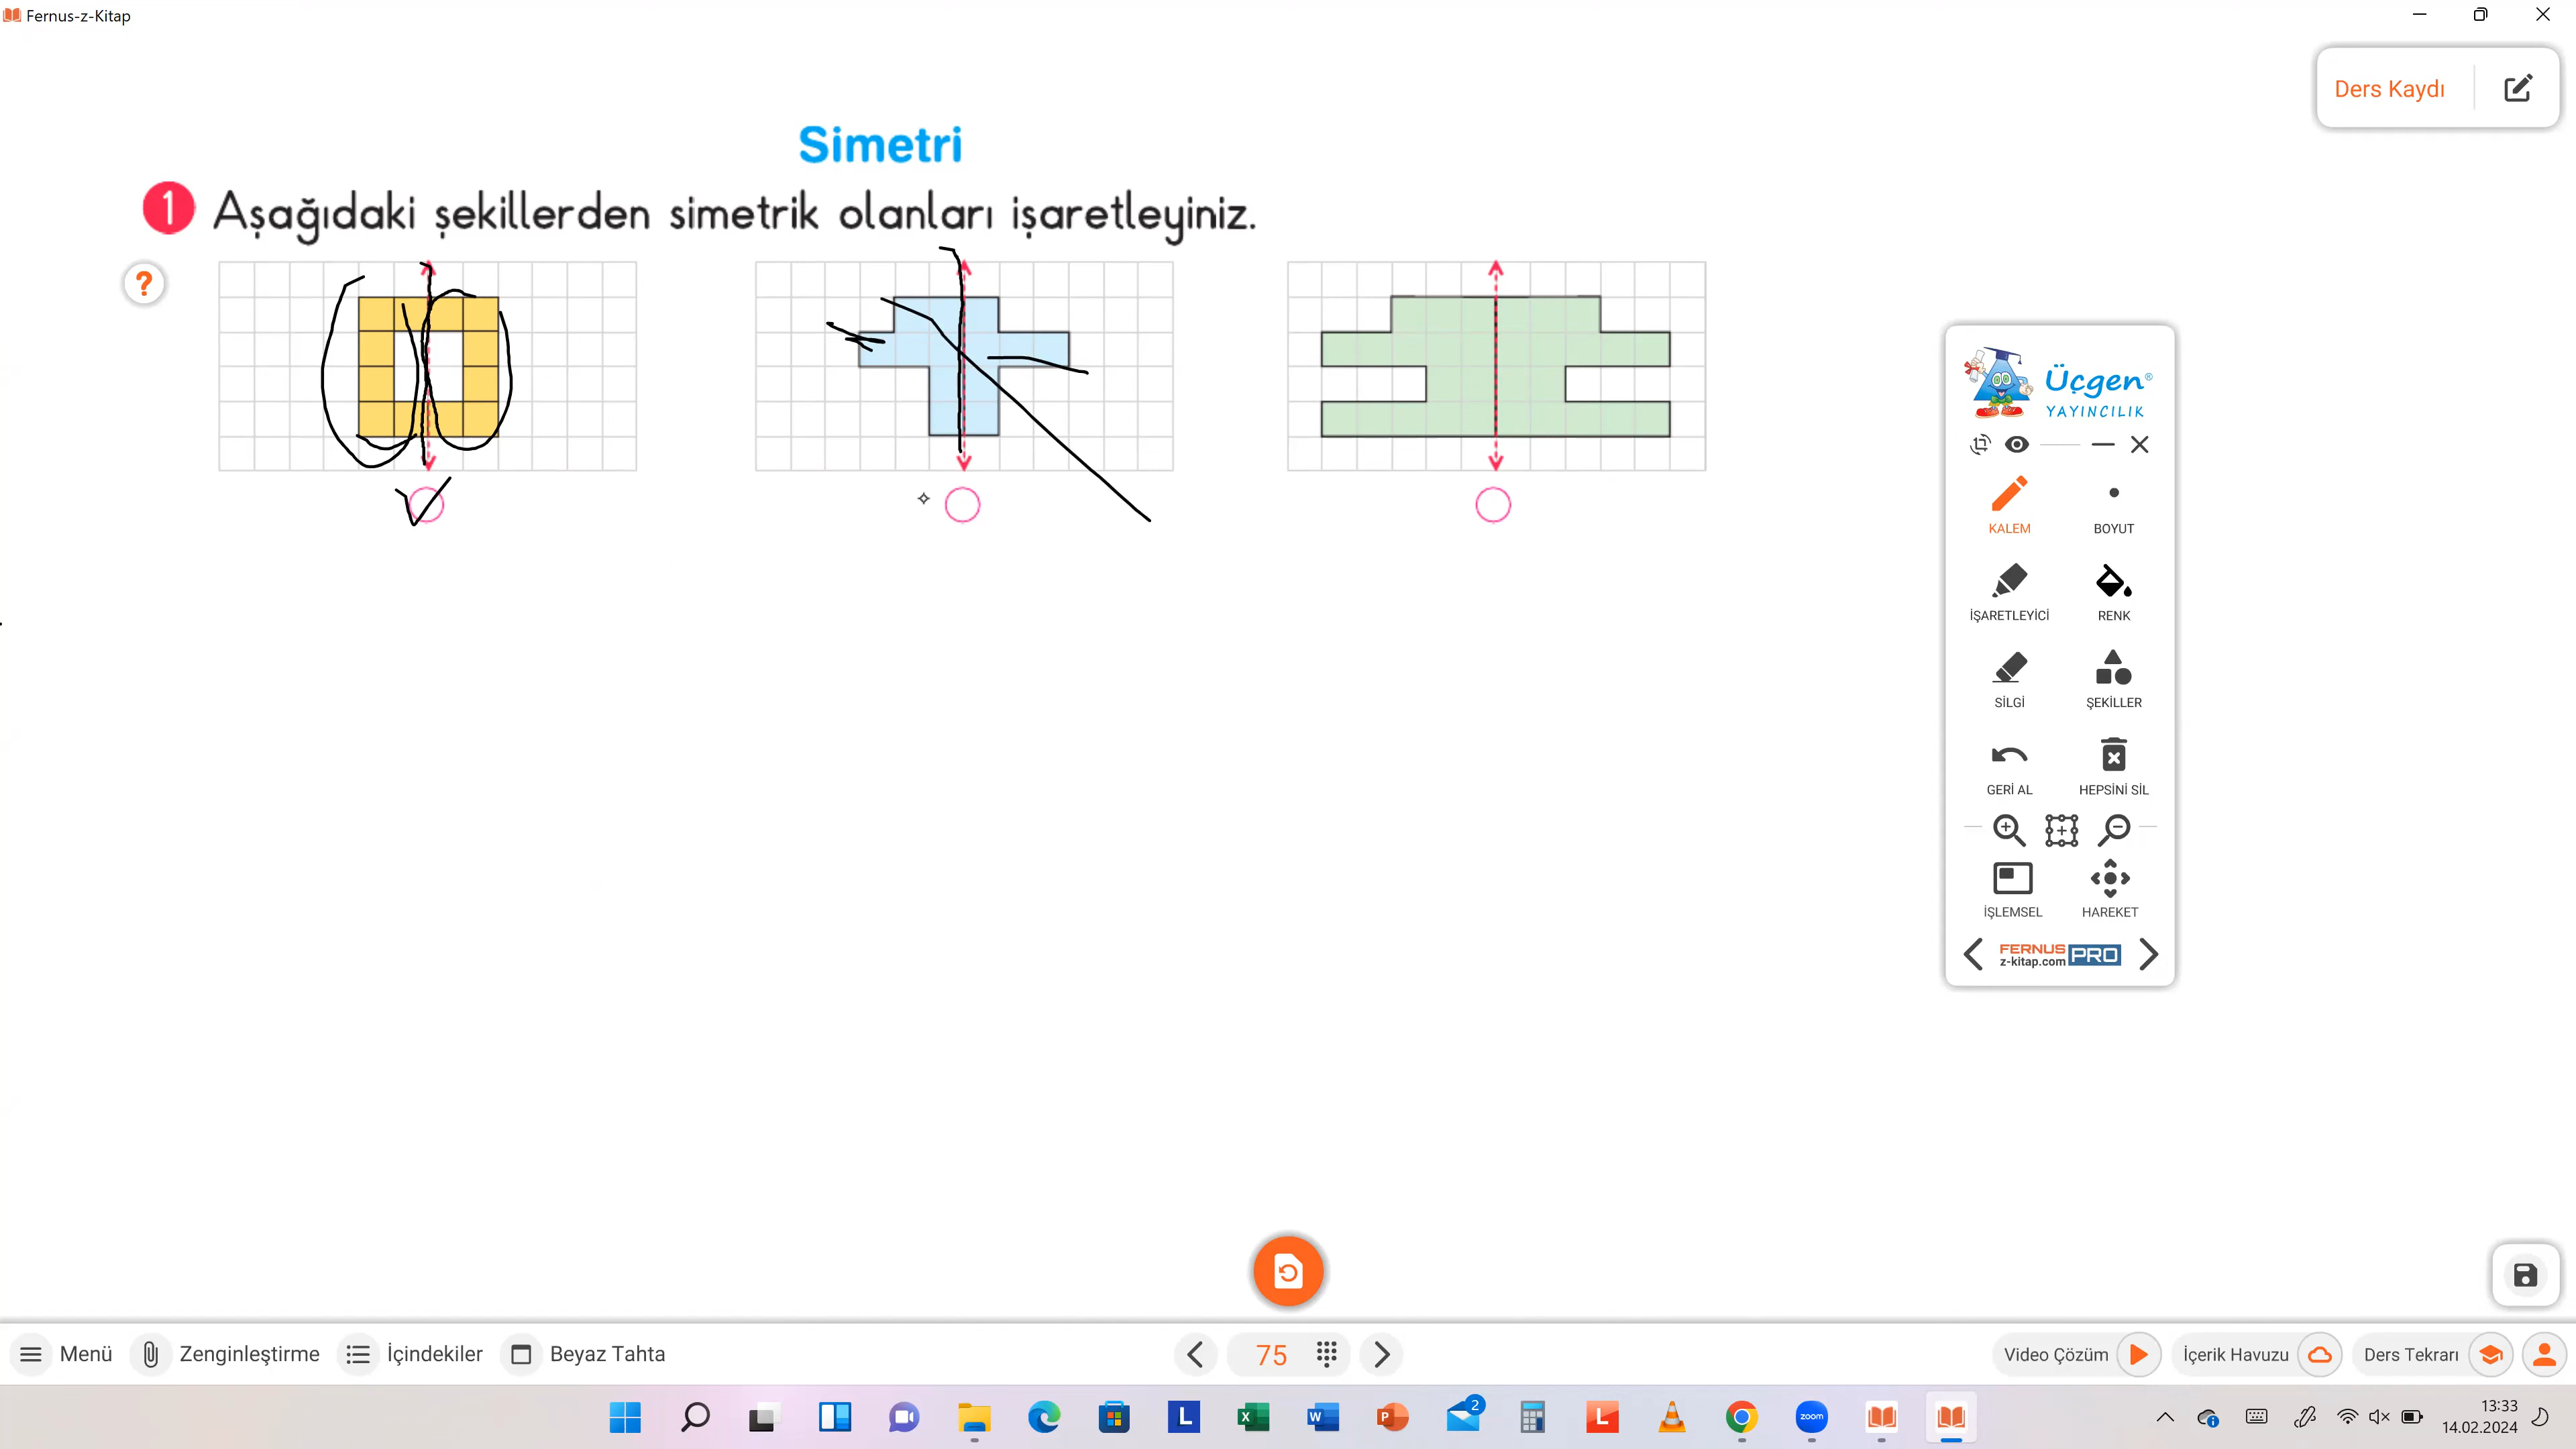 Fernus-z-Kitap
Ders Kaydı
Simetri
1 Aşağıdaki şekillerden simetrik olanları işaretleyiniz.
?
Üçgen®
YAYINCILIK
KALEM
BOYUT
İŞARETLEYİCİ
RENK
SİLGİ
ŞEKİLLER
GERİ AL
HEPSİNİ SİL
İŞLEMSEL
HAREKET
FERNUS
z-kitap.com PRO
Menü
Zenginleştirme
İçindekiler
Beyaz Tahta
75
Video Çözüm
İçerik Havuzu
Ders Tekrarı
L
X
W
P
2
L
zoom
13:33
14.02.2024